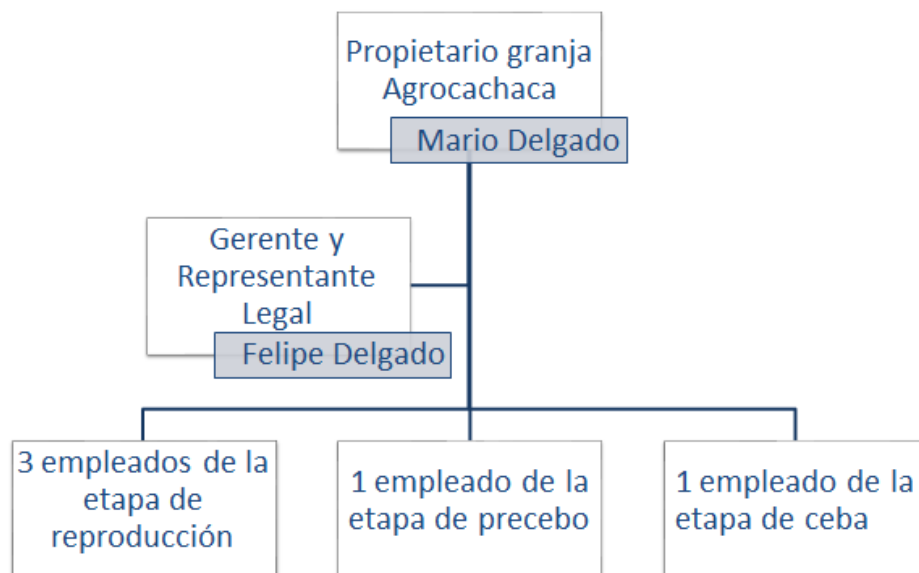 Propietario granja
Agrocachaca
Mario Delgado
Gerente y
Representante
Legal
Felipe Delgado
3 empleados de la
etapa de
reproducción
1 empleado de la
etapa de precebo
1 empleado de la
etapa de ceba